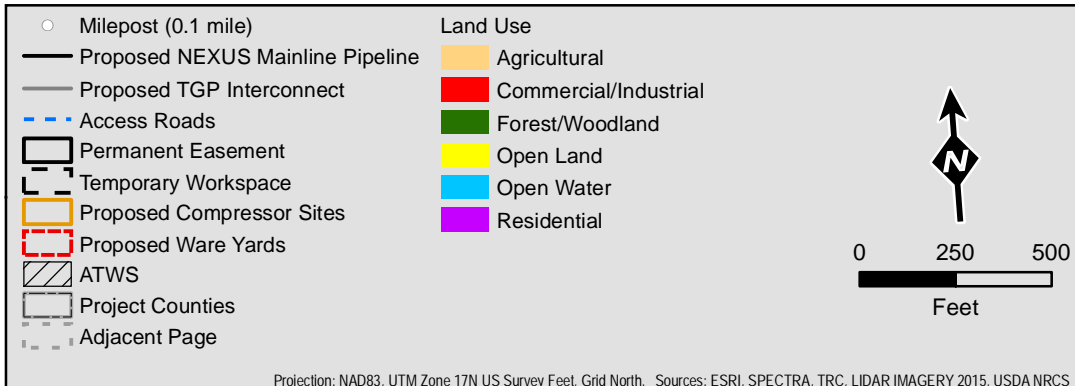 Milepost (0.1 mile)
Proposed NEXUS Mainline Pipeline
Proposed TGP Interconnect
Access Roads
Permanent Easement
Temporary Workspace
Proposed Compressor Sites
Proposed Ware Yards
ATWS
Project Counties
Adjacent Page
Land Use
Agricultural
Commercial/Industrial
Forest/Woodland
Open Land
Open Water
Residential
N
0 250 500
Feet
Projection: NAD83, UTM Zone 17N US Survey Feet, Grid North. Sources: ESRI, SPECTRA, TRC, LIDAR IMAGERY 2015, USDA NRCS